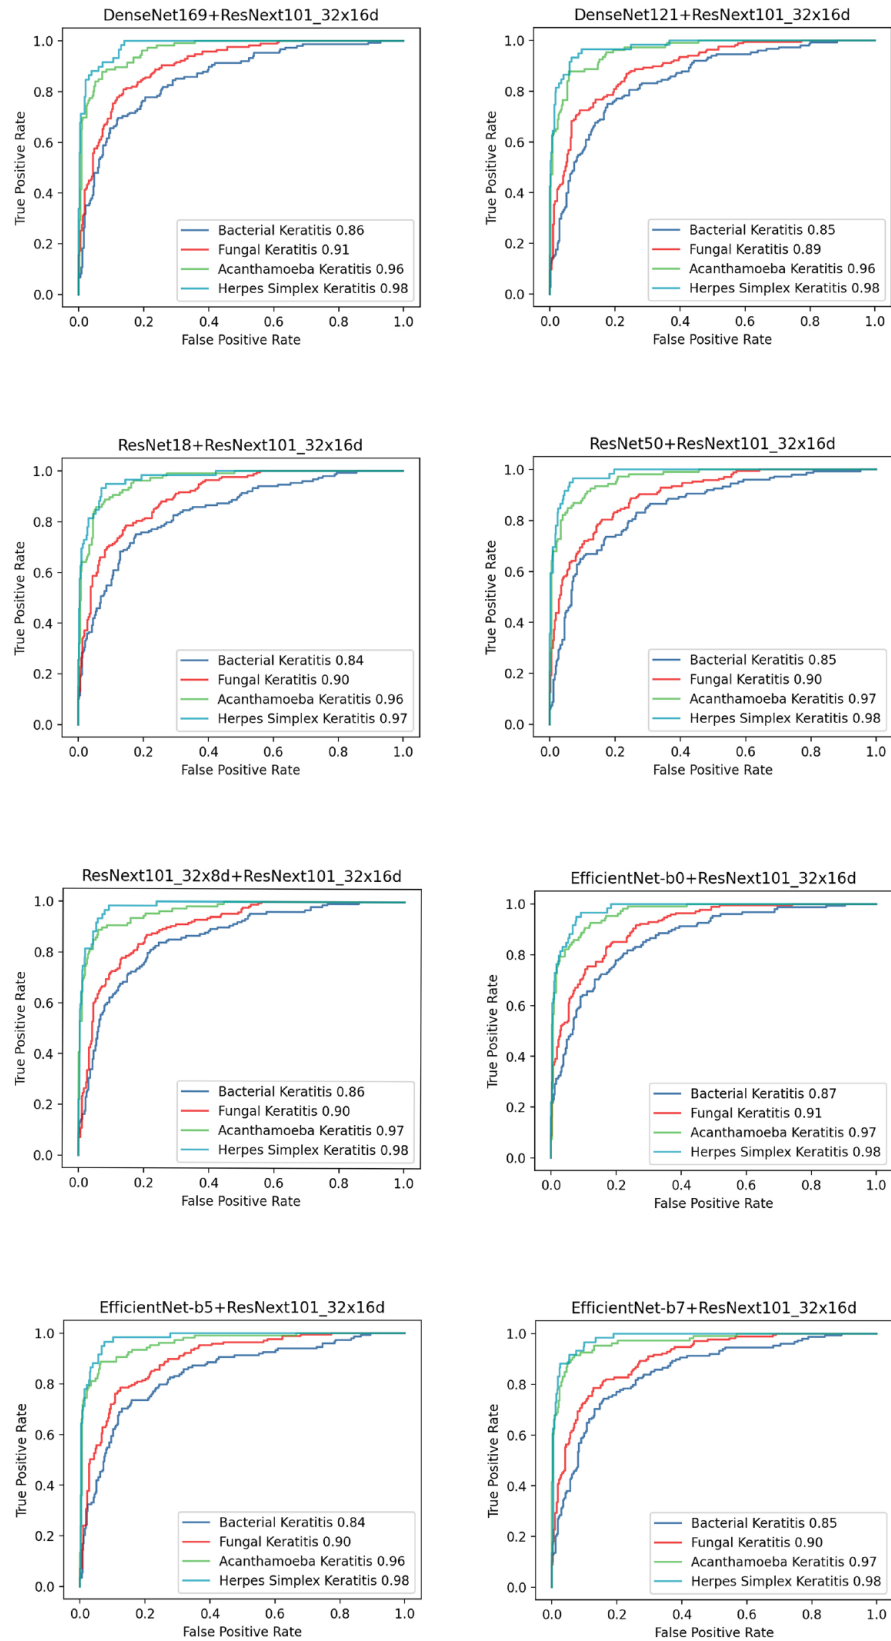 DenseNet169+ResNext101_32x16d
1.0
0.8
0.6
0.4
0.2
0.0
True Positive Rate
Bacterial Keratitis 0.86
Fungal Keratitis 0.91
Acanthamoeba Keratitis 0.96
Herpes Simplex Keratitis 0.98
0.0 0.2 0.4 0.6 0.8 1.0
False Positive Rate
DenseNet121+ResNext101_32x16d
1.0
0.8
0.6
0.4
0.2
0.0
True Positive Rate
Bacterial Keratitis 0.85
Fungal Keratitis 0.89
Acanthamoeba Keratitis 0.96
Herpes Simplex Keratitis 0.98
0.0 0.2 0.4 0.6 0.8 1.0
False Positive Rate
ResNet18+ResNext101_32x16d
1.0
0.8
0.6
0.4
0.2
0.0
True Positive Rate
Bacterial Keratitis 0.84
Fungal Keratitis 0.90
Acanthamoeba Keratitis 0.96
Herpes Simplex Keratitis 0.97
0.0 0.2 0.4 0.6 0.8 1.0
False Positive Rate
ResNet50+ResNext101_32x16d
1.0
0.8
0.6
0.4
0.2
0.0
True Positive Rate
Bacterial Keratitis 0.85
Fungal Keratitis 0.90
Acanthamoeba Keratitis 0.97
Herpes Simplex Keratitis 0.98
0.0 0.2 0.4 0.6 0.8 1.0
False Positive Rate
ResNext101_32x8d+ResNext101_32x16d
1.0
0.8
0.6
0.4
0.2
0.0
True Positive Rate
Bacterial Keratitis 0.86
Fungal Keratitis 0.90
Acanthamoeba Keratitis 0.97
Herpes Simplex Keratitis 0.98
0.0 0.2 0.4 0.6 0.8 1.0
False Positive Rate
EfficientNet-b0+ResNext101_32x16d
1.0
0.8
0.6
0.4
0.2
0.0
True Positive Rate
Bacterial Keratitis 0.87
Fungal Keratitis 0.91
Acanthamoeba Keratitis 0.97
Herpes Simplex Keratitis 0.98
0.0 0.2 0.4 0.6 0.8 1.0
False Positive Rate
EfficientNet-b5+ResNext101_32x16d
1.0
0.8
0.6
0.4
0.2
0.0
True Positive Rate
Bacterial Keratitis 0.84
Fungal Keratitis 0.90
Acanthamoeba Keratitis 0.96
Herpes Simplex Keratitis 0.98
0.0 0.2 0.4 0.6 0.8 1.0
False Positive Rate
EfficientNet-b7+ResNext101_32x16d
1.0
0.8
0.6
0.4
0.2
0.0
True Positive Rate
Bacterial Keratitis 0.85
Fungal Keratitis 0.90
Acanthamoeba Keratitis 0.97
Herpes Simplex Keratitis 0.98
0.0 0.2 0.4 0.6 0.8 1.0
False Positive Rate